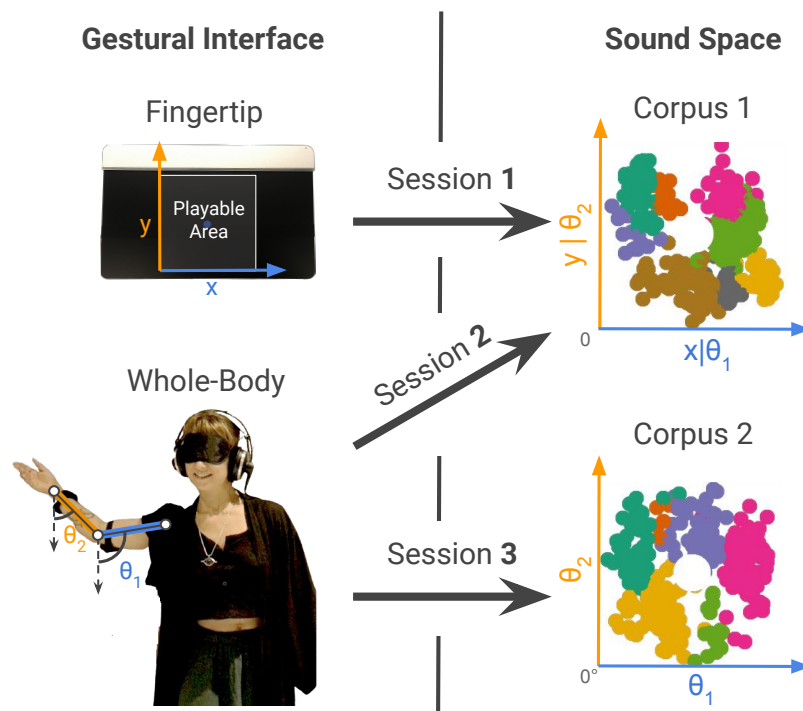 Gestural Interface
Sound Space
Fingertip
Corpus 1
Playable
Area
y
x
Session 1
y | θ₂
0
x|θ₁
Whole-Body
Session 2
Corpus 2
θ₂
θ₁
Session 3
θ₂
0°
θ₁